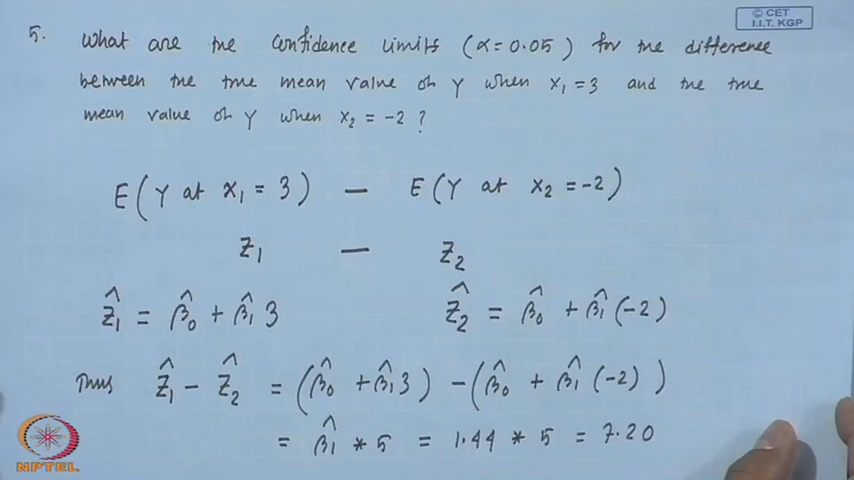 © CET
I.I.T. KGP
5. What are the confidence limits (α = 0.05) for the difference
between the true mean value of Y when x₁ = 3 and the true
mean value of Y when x₂ = -2 ?
E(Y at x₁ = 3) — E(Y at x₂ = -2)
Z₁ — Z₂
Ẑ₁ = β̂₀ + β̂₁ 3    Ẑ₂ = β̂₀ + β̂₁ (-2)
Thus Ẑ₁ - Ẑ₂ = (β̂₀ + β̂₁ 3) - (β̂₀ + β̂₁ (-2))
= β̂₁ * 5 = 1.44 * 5 = 7.20
NPTEL